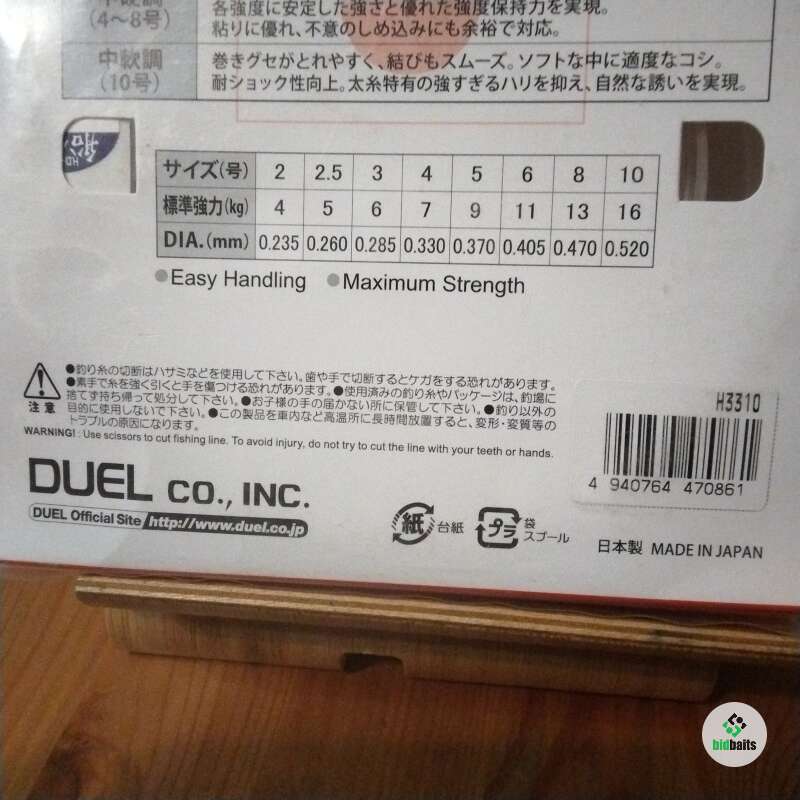 各強度に安定した強さと優れた強度保持力を実現。
(4〜8号)
粘りに優れ、不意のしめ込みにも余裕で対応。
中軟調
(10号)
巻きグセがとれやすく、結びもスムーズ。ソフトな中に適度なコシ。
耐ショック性向上。太糸特有の強すぎるハリを抑え、自然な誘いを実現。
船
HD
サイズ(号) 2 2.5 3 4 5 6 8 10
標準強力(kg) 4 5 6 7 9 11 13 16
DIA.(mm) 0.235 0.260 0.285 0.330 0.370 0.405 0.470 0.520
●Easy Handling ●Maximum Strength
注意
●釣り糸の切断はハサミなどを使用して下さい。歯や手で切断するとケガをする恐れがあります。
●素手で糸を強く引くと手を傷つける恐れがあります。●使用済みの釣り糸やパッケージは、釣場に
捨てず持ち帰って処分して下さい。●お子様の手の届かない所に保管して下さい。●釣り以外の
目的に使用しないで下さい。●この製品を車内など高温所に長時間放置すると、変形・変質等の
トラブルの原因になります。
WARNING! : Use scissors to cut fishing line. To avoid injury, do not try to cut the line with your teeth or hands.
DUEL CO., INC.
DUEL Official Site http://www.duel.co.jp
紙 台紙
プラ 袋
スプール
H3310
4 940764 470861
日本製 MADE IN JAPAN
bidbaits